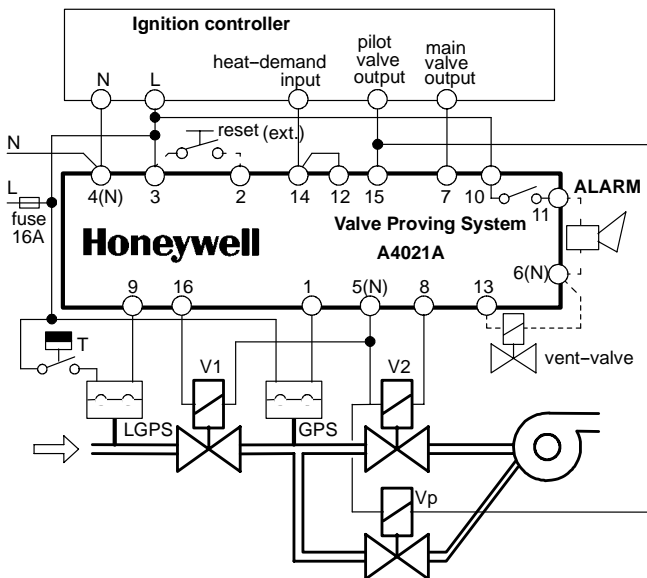 Ignition controller
N
L
heat–demand
input
pilot
valve
output
main
valve
output
N
reset (ext.)
L
fuse
16A
4(N)
3
2
14
12
15
7
10
11
ALARM
Honeywell
Valve Proving System
A4021A
6(N)
9
16
1
5(N)
8
13
T
V1
V2
vent–valve
LGPS
GPS
Vp